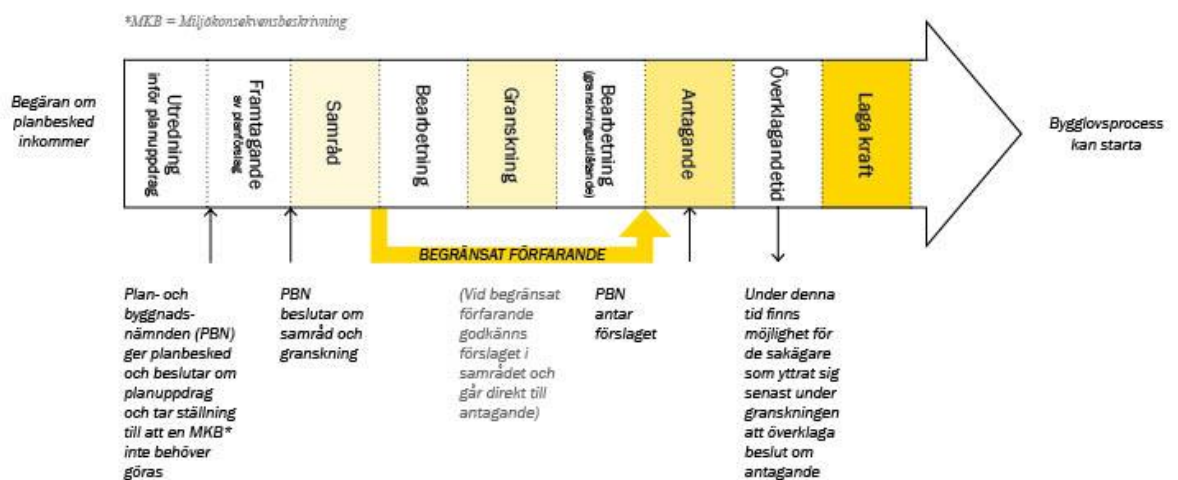 *MKB = Miljökonsekvensbeskrivning
Begäran om
planbesked
inkommer
Utredning
inför planuppdrag
Framtagande
av planförslag
Samråd
Bearbetning
Granskning
Bearbetning
(granskningsutlåtande)
Antagande
Överklagandetid
Laga kraft
Bygglovsprocess
kan starta
BEGRÄNSAT FÖRFARANDE
Plan- och
byggnads-
nämnden (PBN)
ger planbesked
och beslutar om
planuppdrag
och tar ställning
till att en MKB*
inte behöver
göras
PBN
beslutar om
samråd och
granskning
(Vid begränsat
förfarande
godkänns
förslaget i
samrådet och
går direkt till
antagande)
PBN
antar
förslaget
Under denna
tid finns
möjlighet för
de sakägare
som yttrat sig
senast under
granskningen
att överklaga
beslut om
antagande